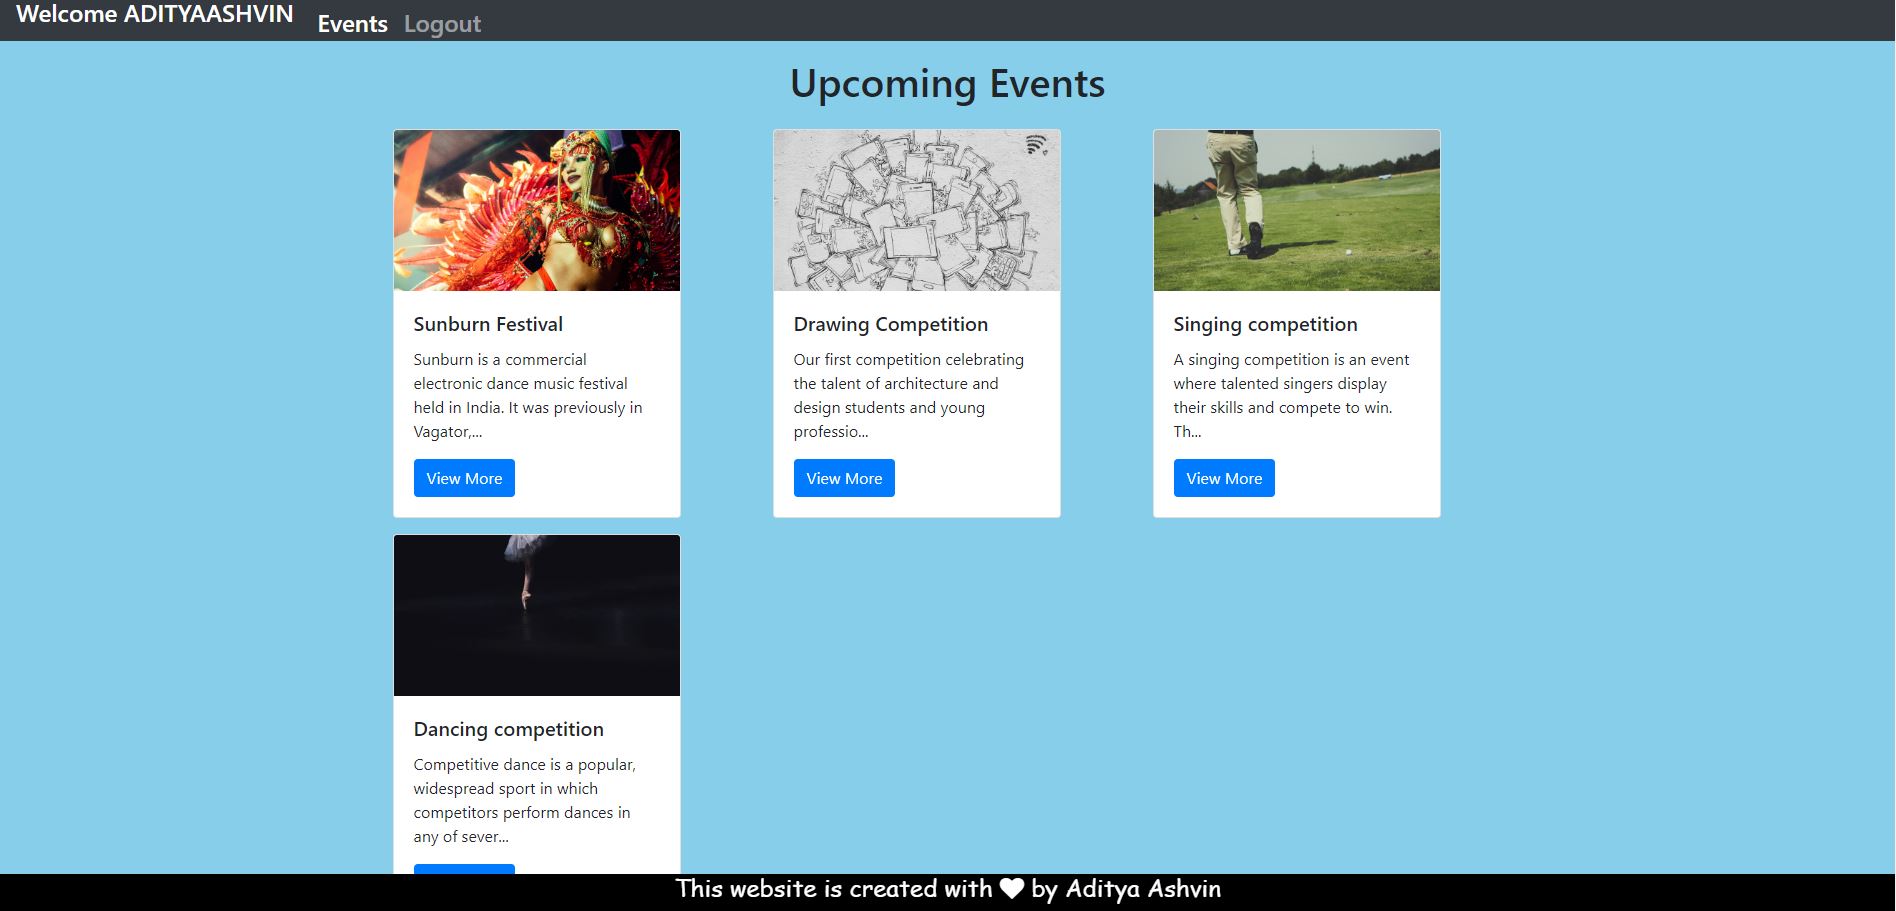 Welcome ADITYAASHVIN
Events Logout
Upcoming Events
Sunburn Festival
Sunburn is a commercial
electronic dance music festival
held in India. It was previously in
Vagator,...
View More
Drawing Competition
Our first competition celebrating
the talent of architecture and
design students and young
professio...
View More
Singing competition
A singing competition is an event
where talented singers display
their skills and compete to win.
Th...
View More
Dancing competition
Competitive dance is a popular,
widespread sport in which
competitors perform dances in
any of sever...
This website is created with ♥ by Aditya Ashvin